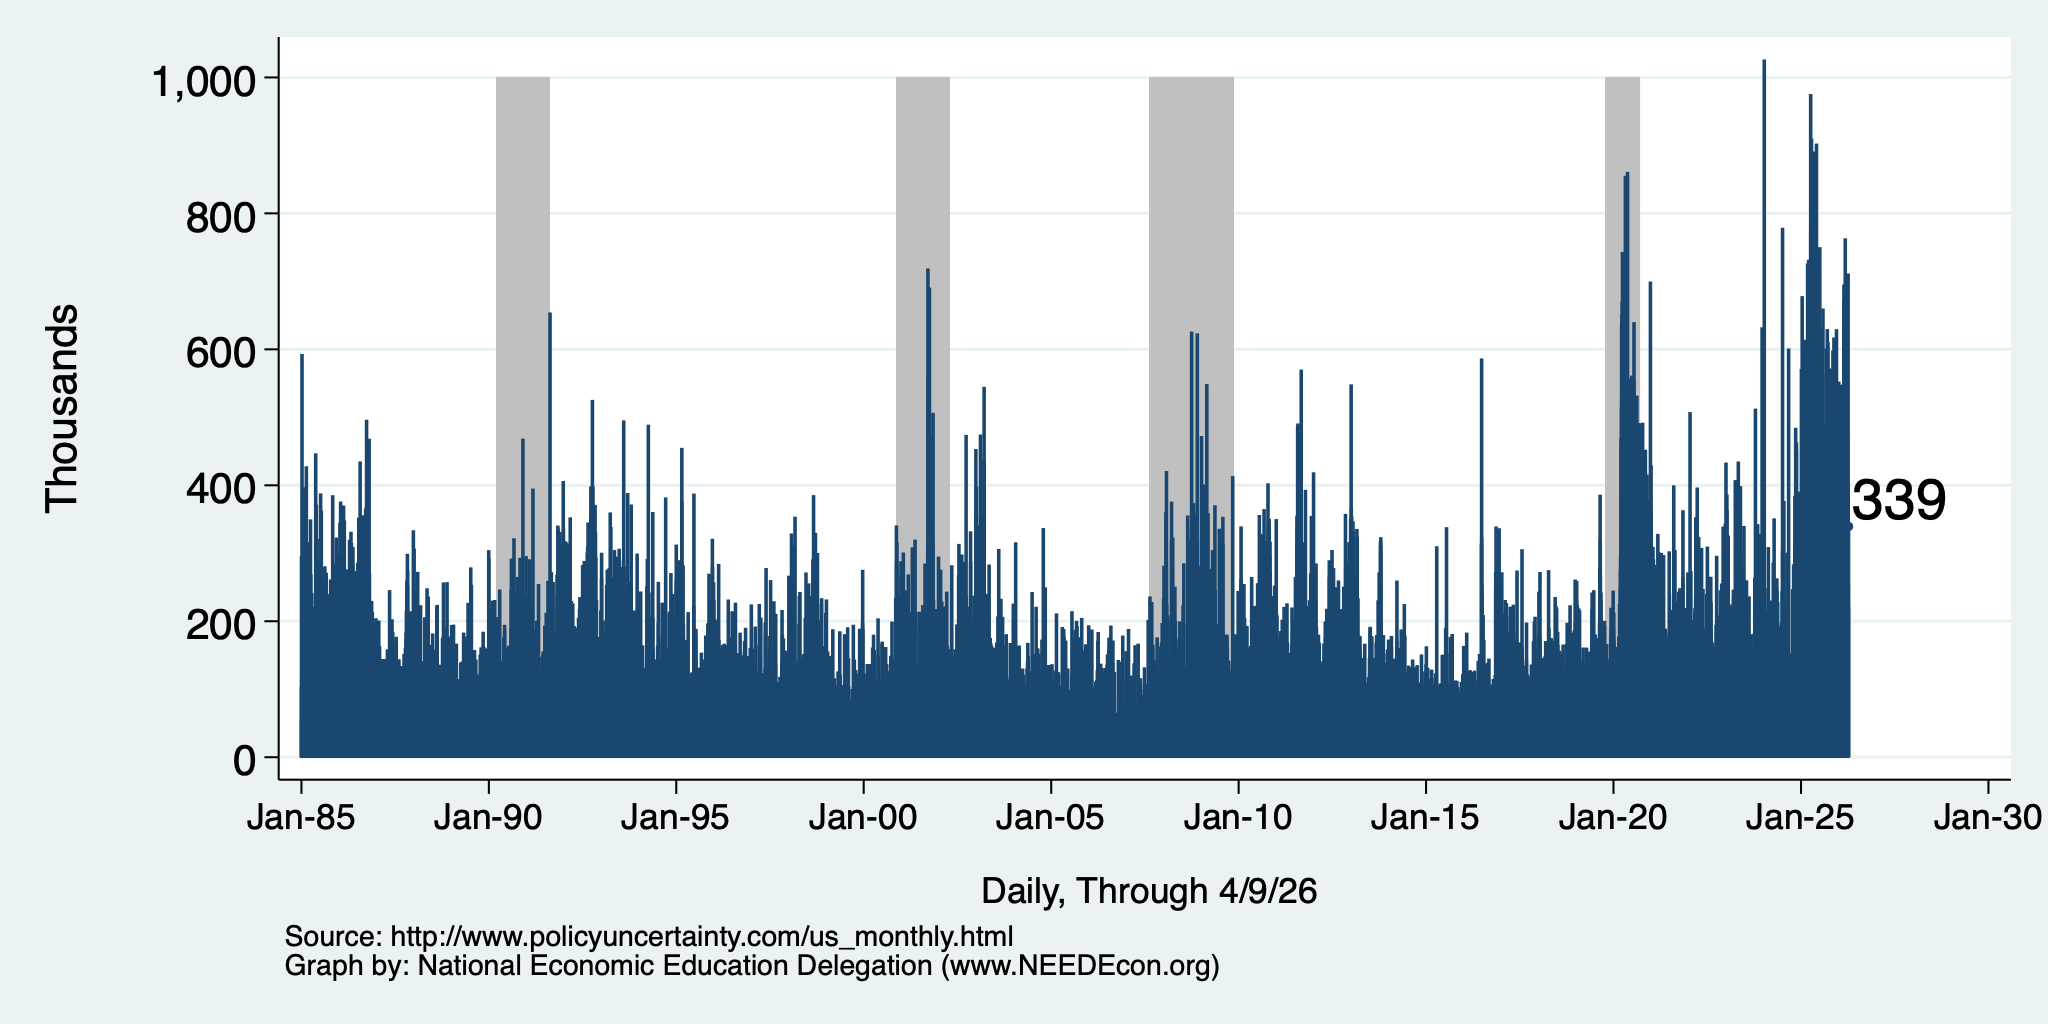 1,000
800
600
400
200
0
Thousands
339
Jan-85 Jan-90 Jan-95 Jan-00 Jan-05 Jan-10 Jan-15 Jan-20 Jan-25 Jan-30
Daily, Through 4/9/26
Source: http://www.policyuncertainty.com/us_monthly.html
Graph by: National Economic Education Delegation (www.NEEDEcon.org)